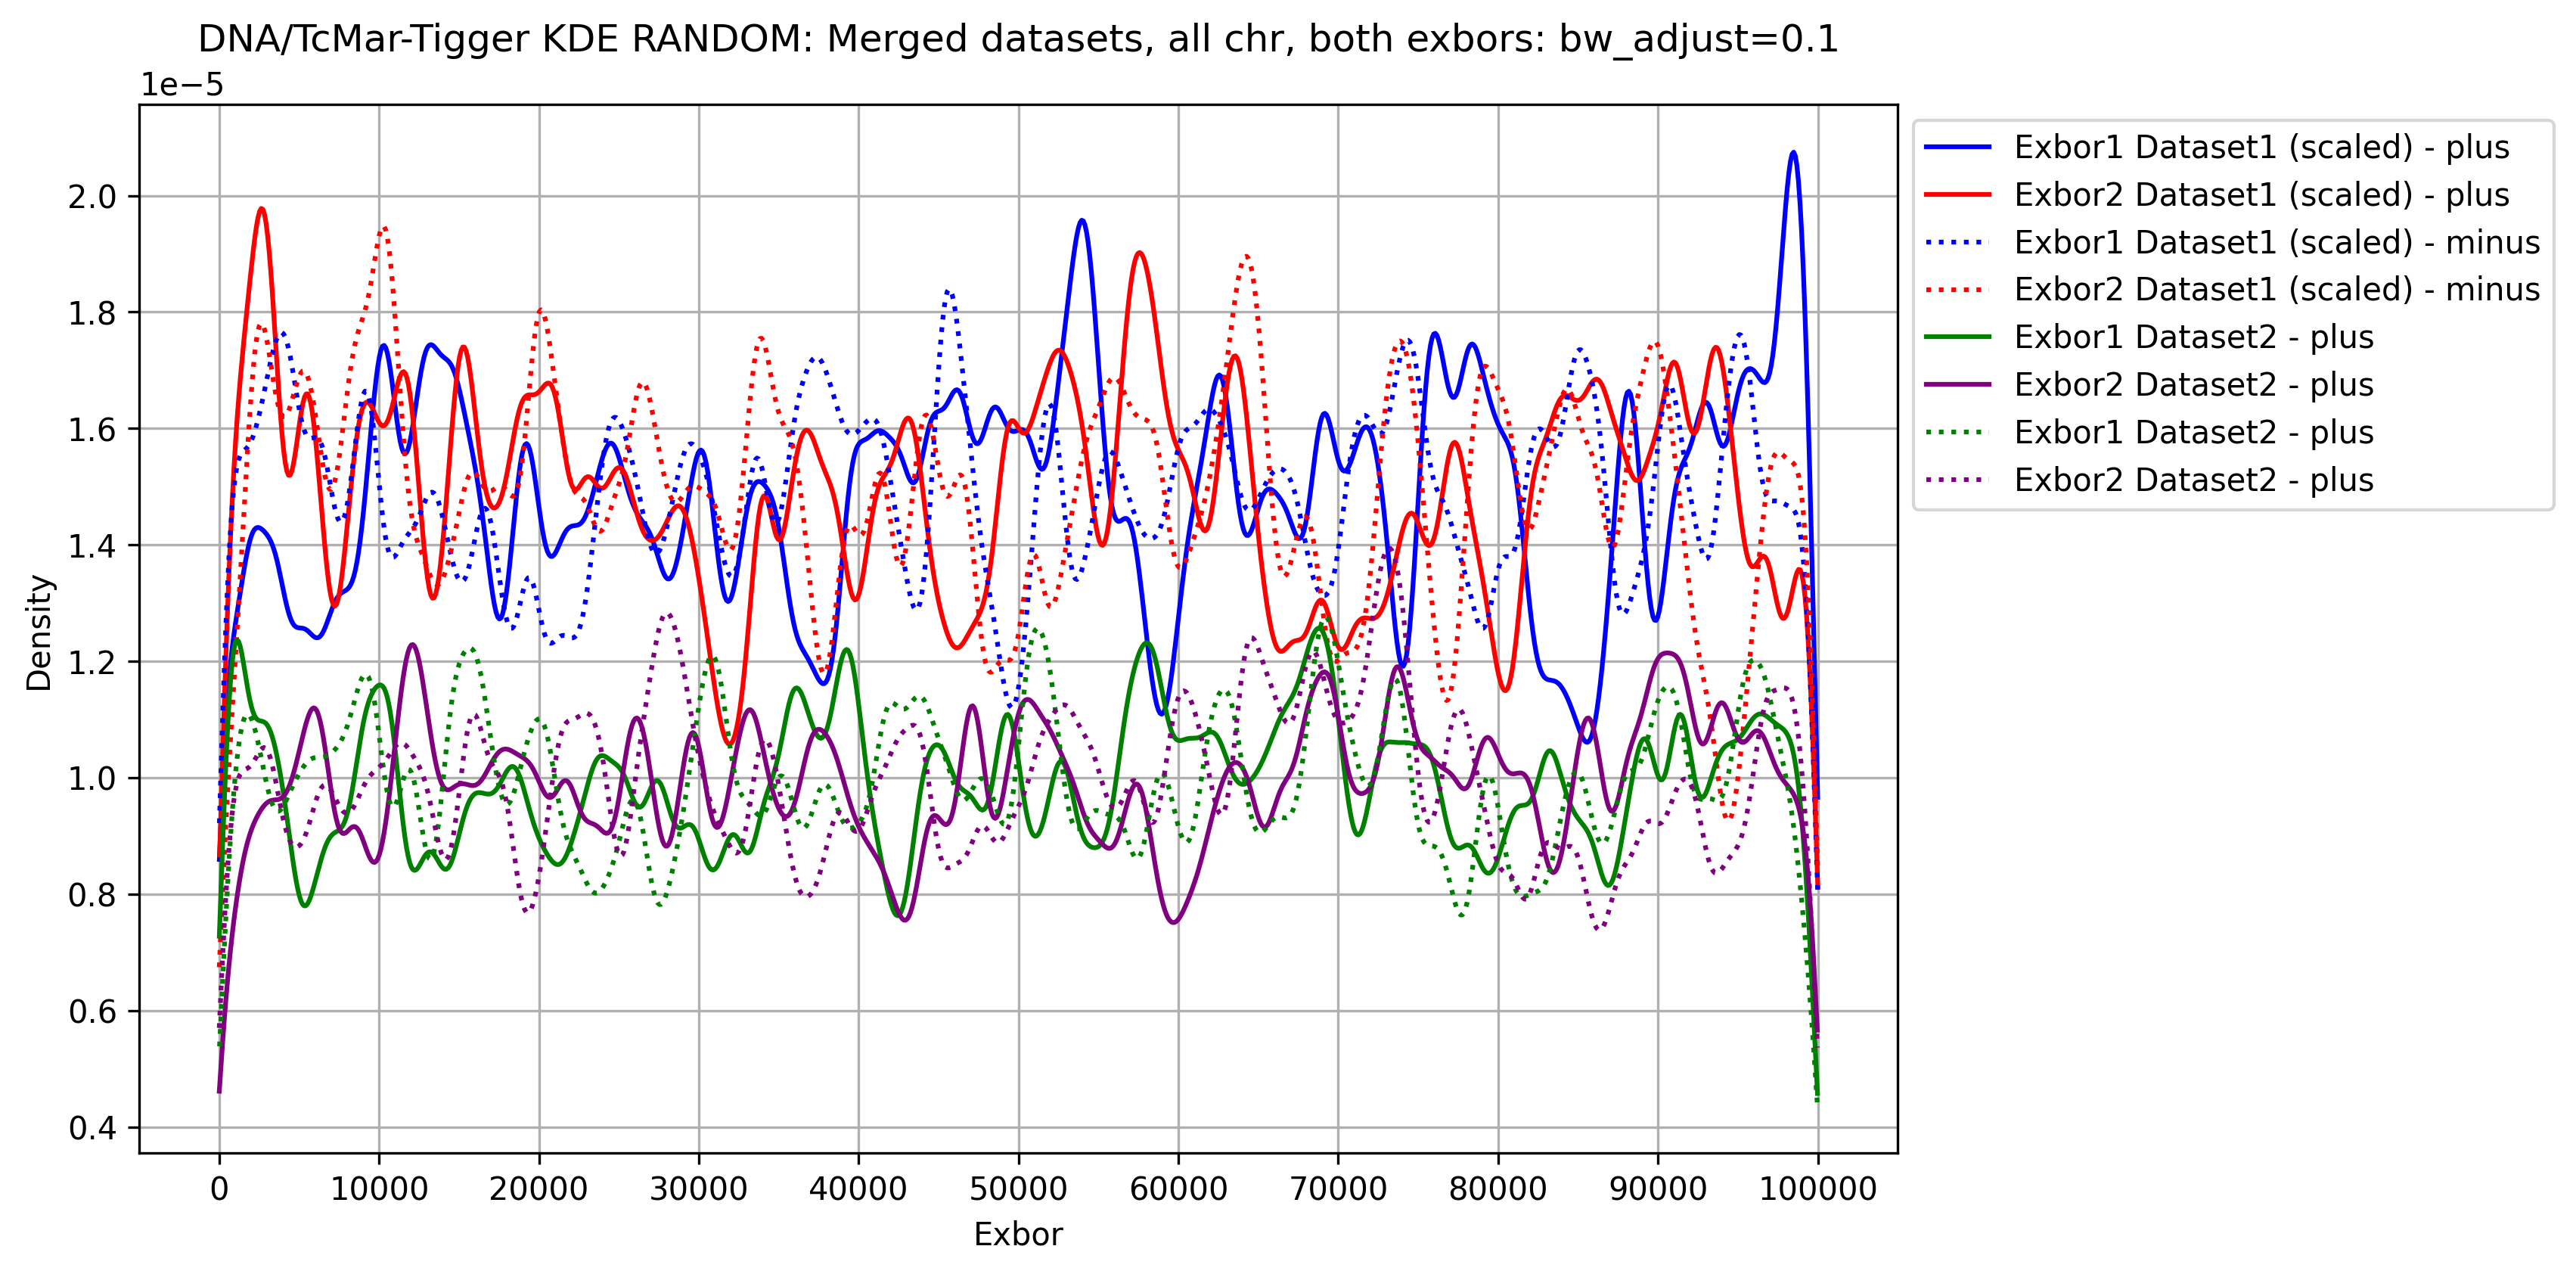 DNA/TcMar-Tigger KDE RANDOM: Merged datasets, all chr, both exbors: bw_adjust=0.1
1e−5
2.0
1.8
1.6
1.4
1.2
1.0
0.8
0.6
0.4
Density
0 10000 20000 30000 40000 50000 60000 70000 80000 90000 100000
Exbor
Exbor1 Dataset1 (scaled) - plus
Exbor2 Dataset1 (scaled) - plus
Exbor1 Dataset1 (scaled) - minus
Exbor2 Dataset1 (scaled) - minus
Exbor1 Dataset2 - plus
Exbor2 Dataset2 - plus
Exbor1 Dataset2 - plus
Exbor2 Dataset2 - plus